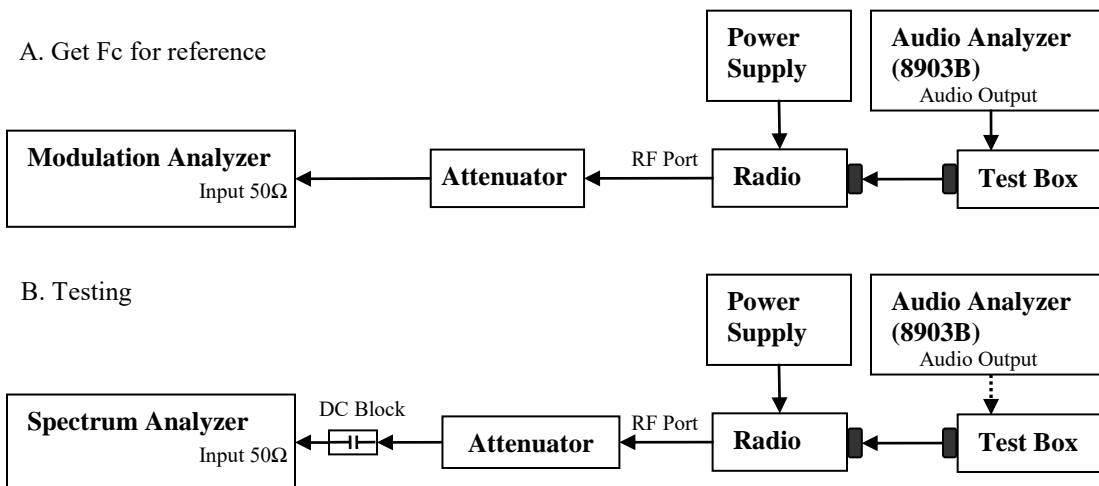 A. Get Fc for reference
Power
Supply
Audio Analyzer
(8903B)
Audio Output
Modulation Analyzer
Input 50Ω
Attenuator
RF Port
Radio
Test Box
B. Testing
Power
Supply
Audio Analyzer
(8903B)
Audio Output
Spectrum Analyzer
Input 50Ω
DC Block
Attenuator
RF Port
Radio
Test Box